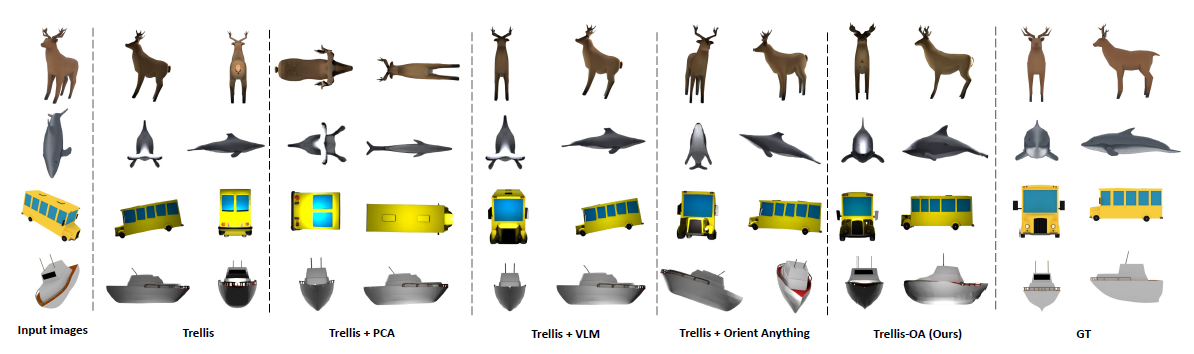 Input images
Trellis
Trellis + PCA
Trellis + VLM
Trellis + Orient Anything
Trellis-OA (Ours)
GT